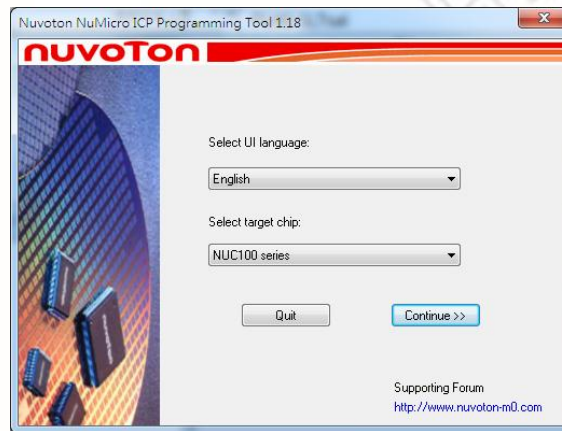 Nuvoton NuMicro ICP Programming Tool 1.18
nuvoTon
Select UI language:
English
Select target chip:
NUC100 series
Quit
Continue >>
Supporting Forum
http://www.nuvoton-m0.com
nuvoTon